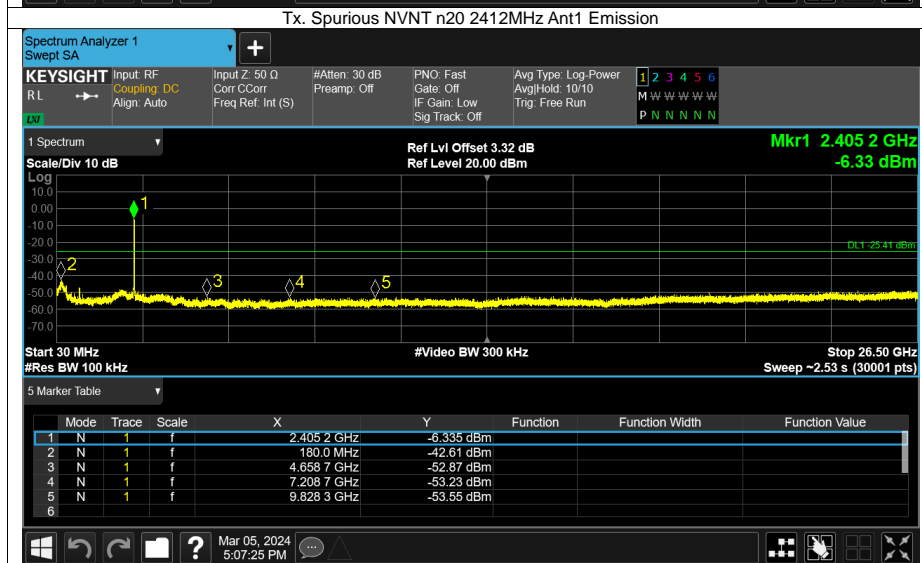 Tx. Spurious NVNT n20 2412MHz Ant1 Emission
Spectrum Analyzer 1
Swept SA
+
KEYSIGHT Input: RF Input Z: 50 Ω #Atten: 30 dB PNO: Fast Avg Type: Log-Power 1 2 3 4 5 6
RL Coupling: DC Corr CCorr Preamp: Off Gate: Off Avg|Hold: 10/10 M W W W W W
Align: Auto Freq Ref: Int (S) IF Gain: Low Trig: Free Run
LXI Sig Track: Off P N N N N N
1 Spectrum Ref Lvl Offset 3.32 dB Mkr1 2.405 2 GHz
Scale/Div 10 dB Ref Level 20.00 dBm -6.33 dBm
Log
10.0
0.00 1
-10.0
-20.0 DL1 -25.41 dBm
-30.0 2
-40.0 3 4 5
-50.0
-60.0
-70.0
Start 30 MHz #Video BW 300 kHz Stop 26.50 GHz
#Res BW 100 kHz Sweep ~2.53 s (30001 pts)
5 Marker Table
Mode Trace Scale X Y Function Function Width Function Value
1 N 1 f 2.405 2 GHz -6.335 dBm
2 N 1 f 180.0 MHz -42.61 dBm
3 N 1 f 4.658 7 GHz -52.87 dBm
4 N 1 f 7.208 7 GHz -53.23 dBm
5 N 1 f 9.828 3 GHz -53.55 dBm
6
? Mar 05, 2024
5:07:25 PM